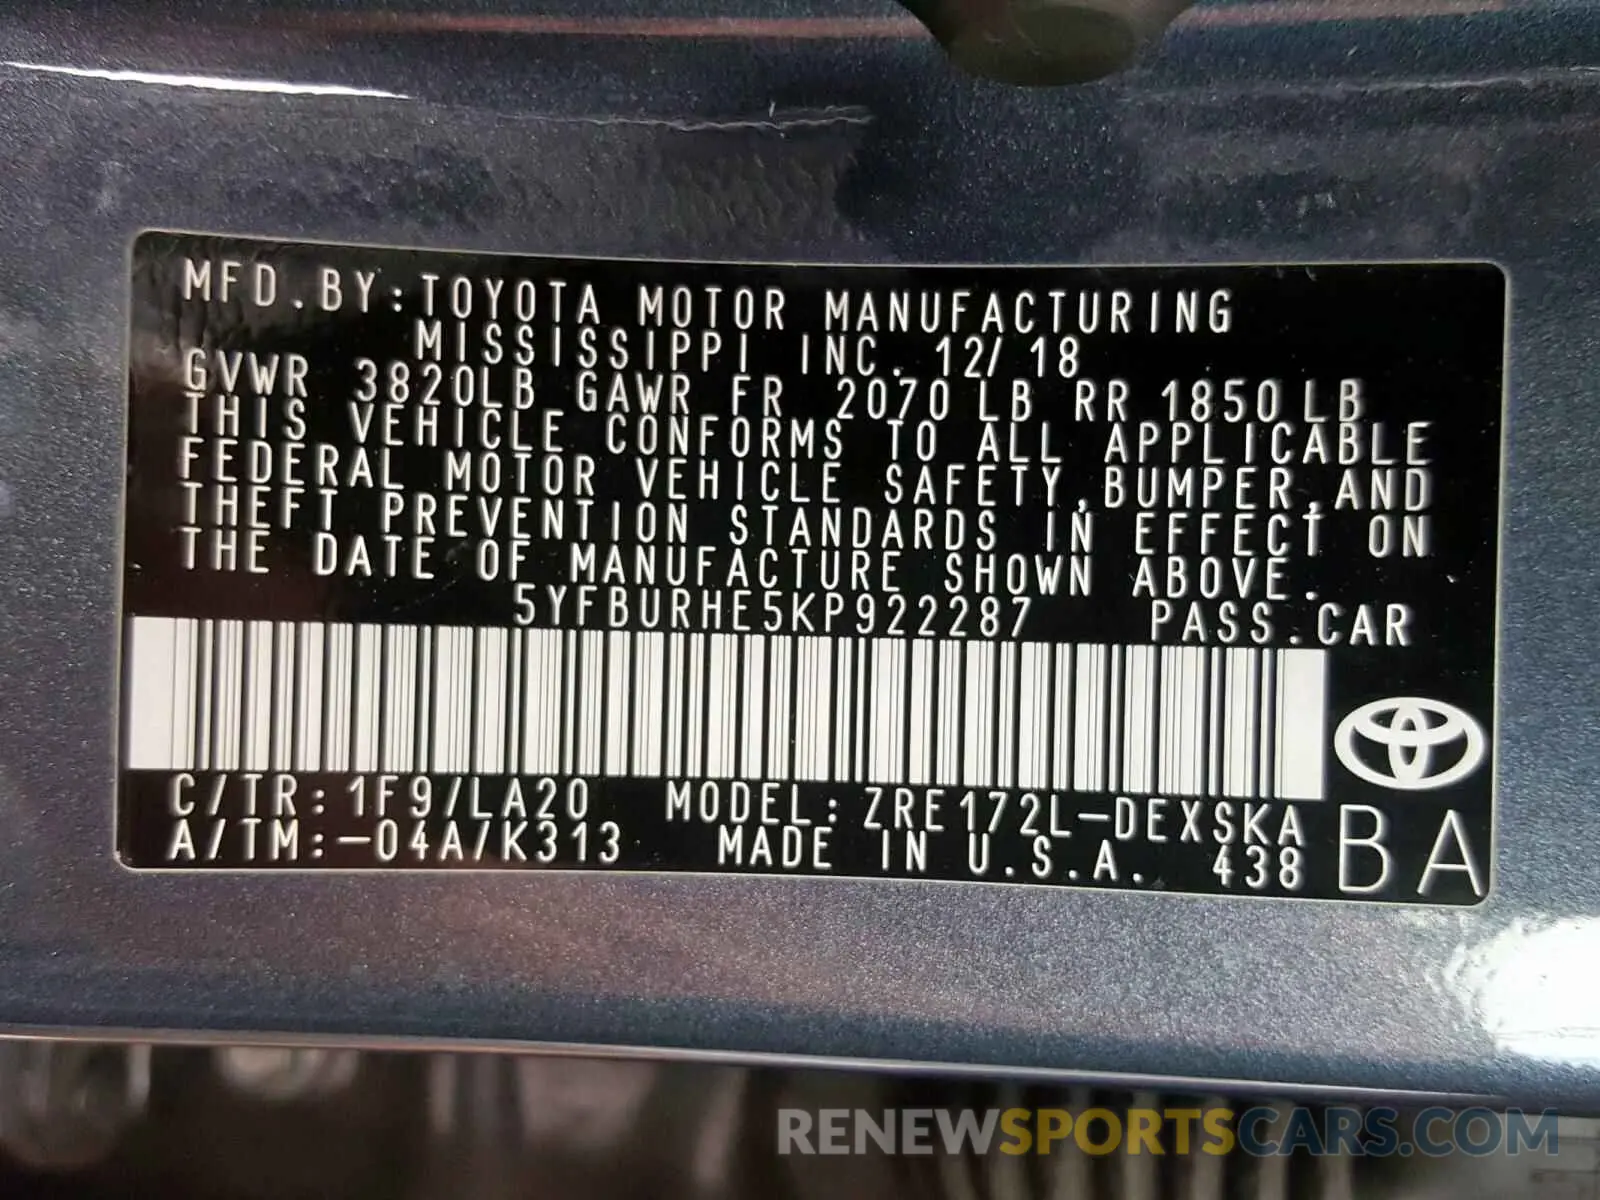 MFD.BY:TOYOTA MOTOR MANUFACTURING
MISSISSIPPI INC. 12/18
GVWR 3820LB GAWR FR 2070 LB RR 1850LB
THIS VEHICLE CONFORMS TO ALL APPLICABLE
FEDERAL MOTOR VEHICLE SAFETY,BUMPER,AND
THEFT PREVENTION STANDARDS IN EFFECT ON
THE DATE OF MANUFACTURE SHOWN ABOVE.
5YFBURHE5KP922287 PASS.CAR
C/TR:1F9/LA20 MODEL:ZRE172L-DEXSKA
A/TM:-04A/K313 MADE IN U.S.A. 438
BA
RENEWSPORTSCARS.COM